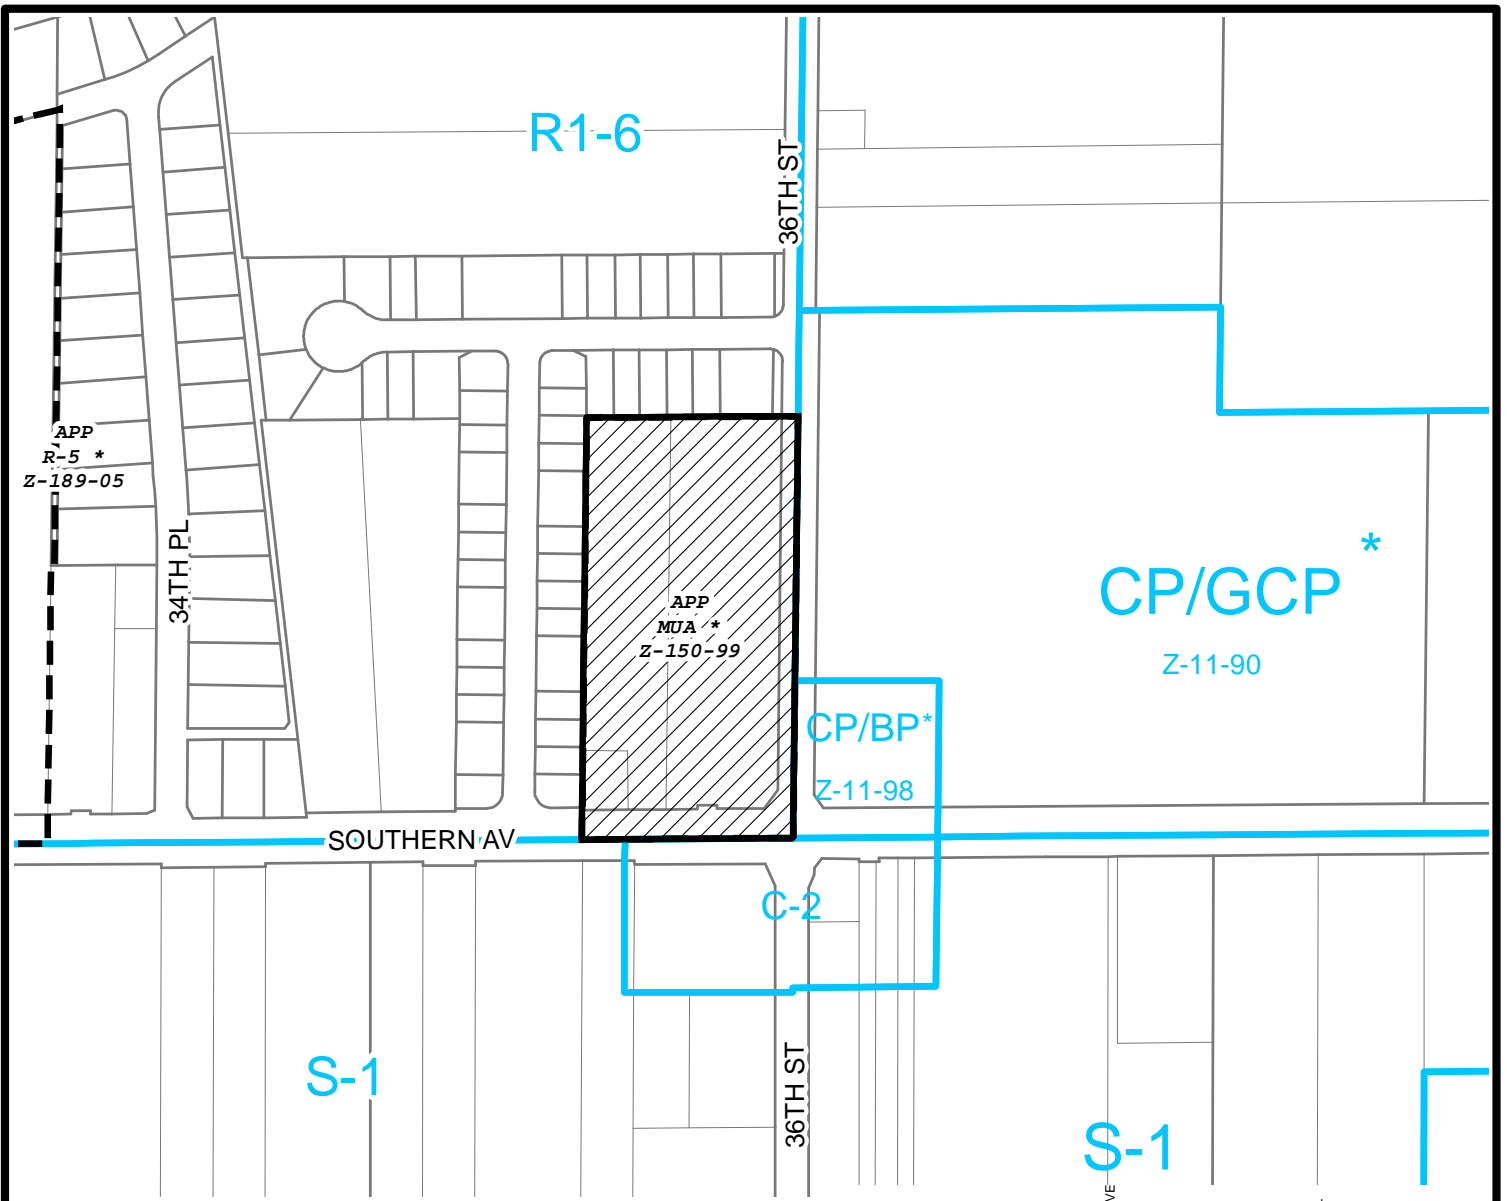 R1-6
36TH ST
APP
R-5 *
Z-189-05
34TH PL
APP
MUA *
Z-150-99
CP/GCP *
Z-11-90
CP/BP*
Z-11-98
SOUTHERN AV
C-2
S-1
36TH ST
S-1
VE